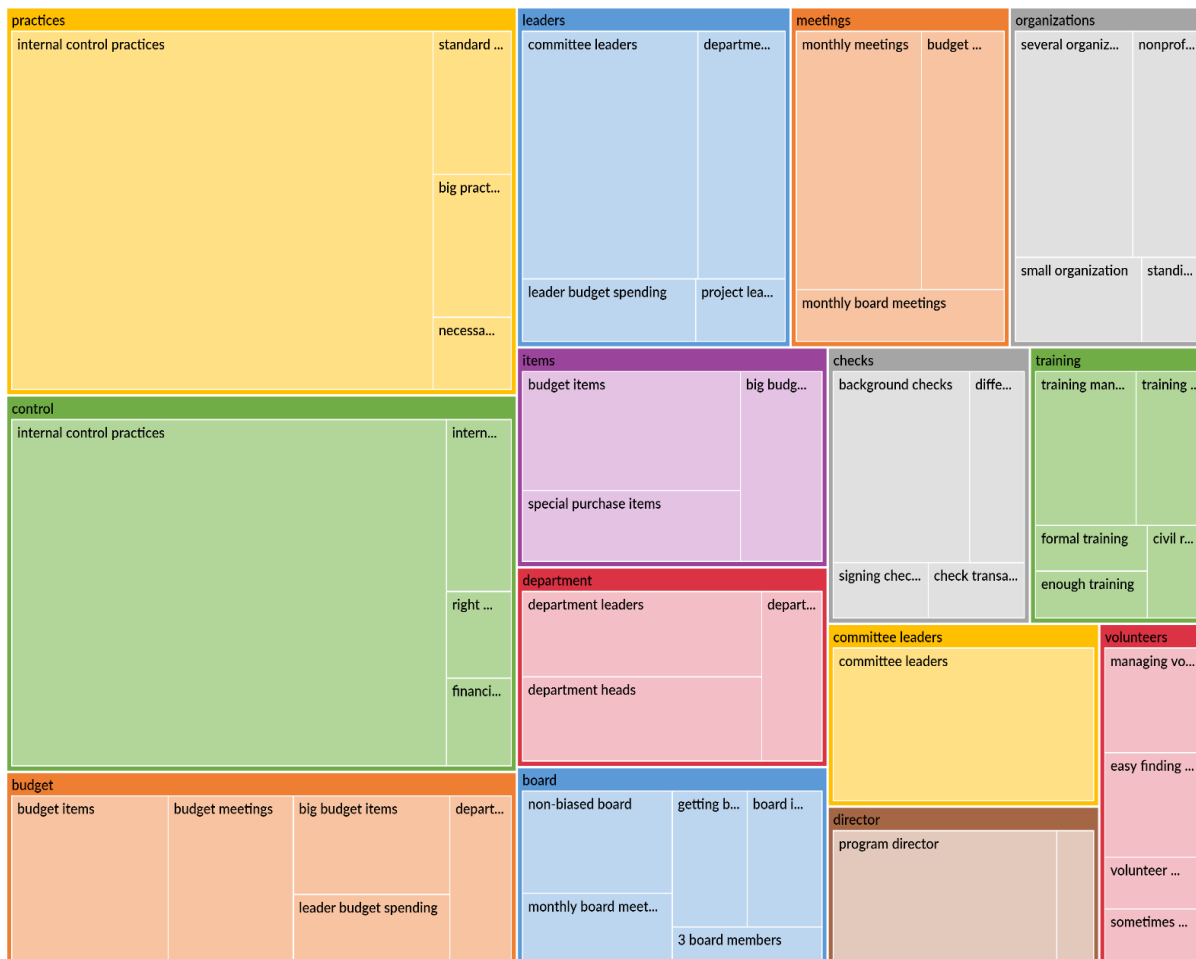 practices
internal control practices
standard ...
big pract...
necessa...
control
internal control practices
intern...
right ...
financi...
budget
budget items
budget meetings
big budget items
leader budget spending
depart...
leaders
committee leaders
departme...
leader budget spending
project lea...
meetings
monthly meetings
budget ...
monthly board meetings
organizations
several organiz...
nonprof...
small organization
standi...
items
budget items
big budg...
special purchase items
department
department leaders
depart...
department heads
board
non-biased board
getting b...
board i...
monthly board meet...
3 board members
checks
background checks
diffe...
signing chec...
check transa...
training
training man...
training ...
formal training
civil r...
enough training
committee leaders
committee leaders
director
program director
volunteers
managing vo...
easy finding ...
volunteer ...
sometimes ...